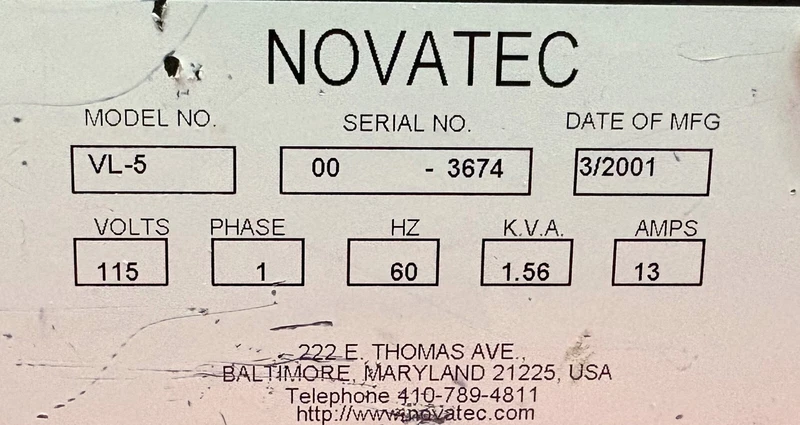 NOVATEC
MODEL NO. SERIAL NO. DATE OF MFG
VL-5 00 - 3674 3/2001
VOLTS PHASE HZ K.V.A. AMPS
115 1 60 1.56 13
222 E. THOMAS AVE.,
BALTIMORE, MARYLAND 21225, USA
Telephone 410-789-4811
http://www.novatec.com